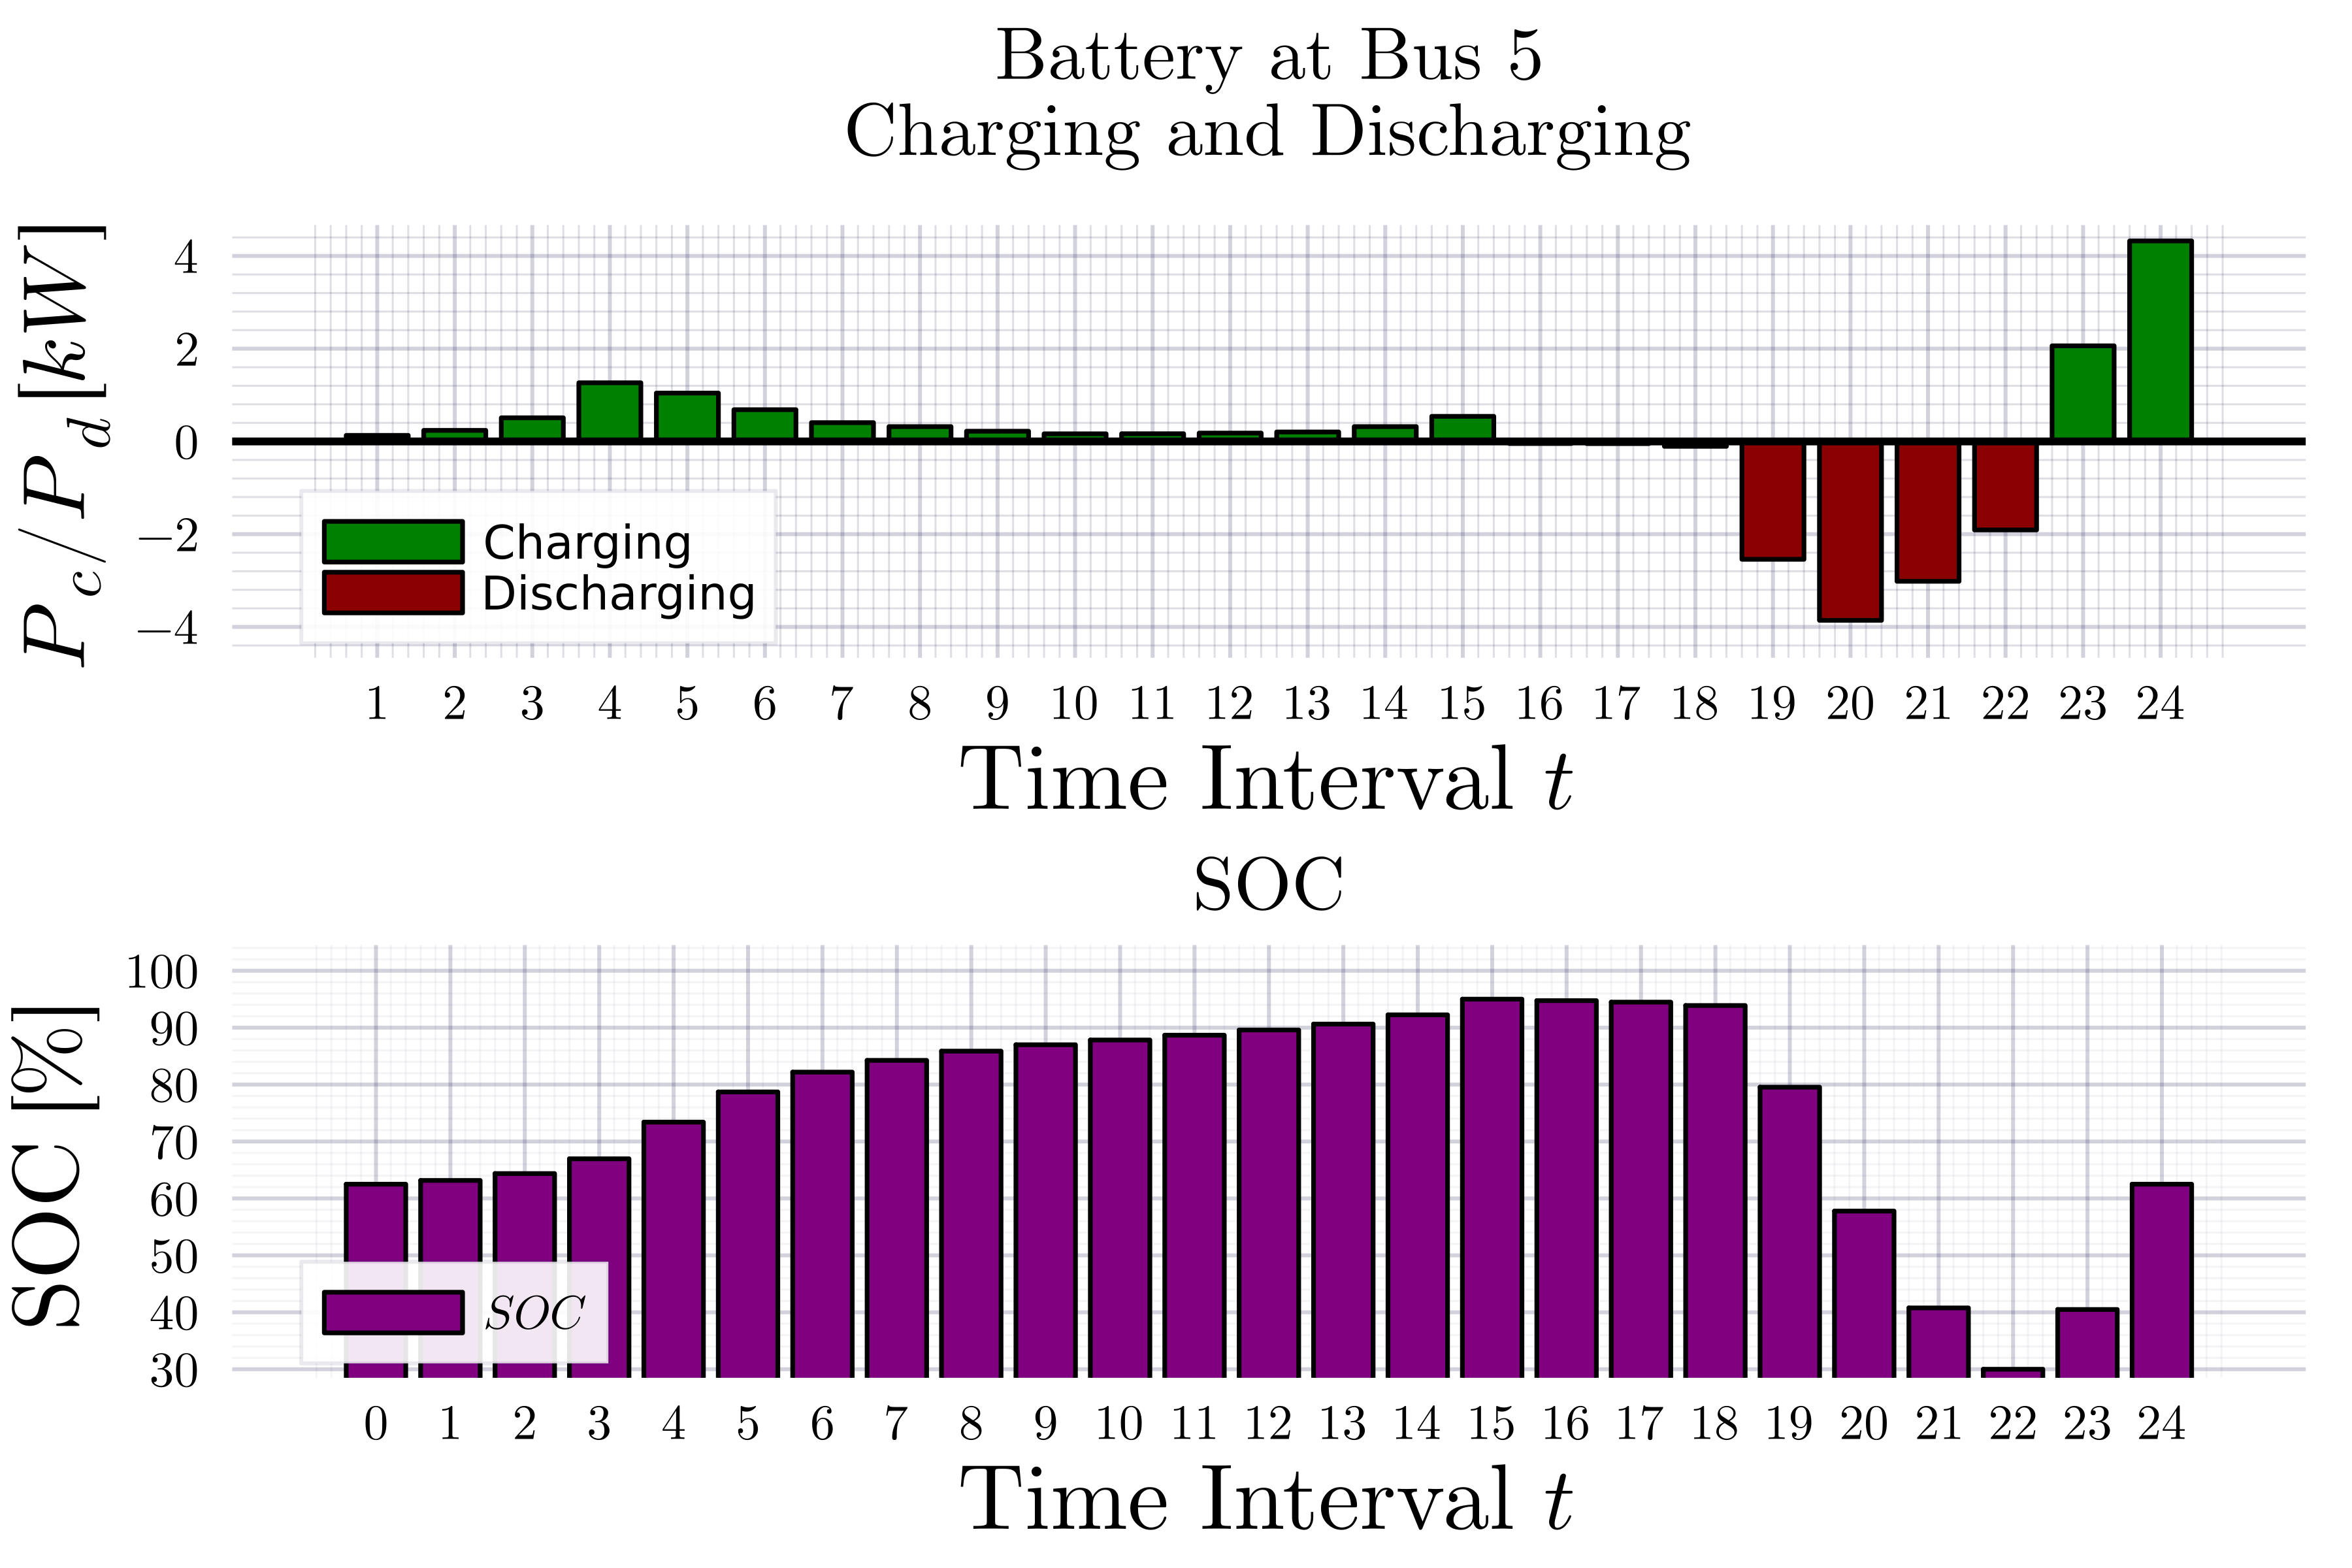 Battery at Bus 5
Charging and Discharging
P_c/P_d [kW]
4
2
0
−2
−4
Charging
Discharging
1 2 3 4 5 6 7 8 9 10 11 12 13 14 15 16 17 18 19 20 21 22 23 24
Time Interval t
SOC
SOC [%]
100
90
80
70
60
50
40
30
SOC
0 1 2 3 4 5 6 7 8 9 10 11 12 13 14 15 16 17 18 19 20 21 22 23 24
Time Interval t